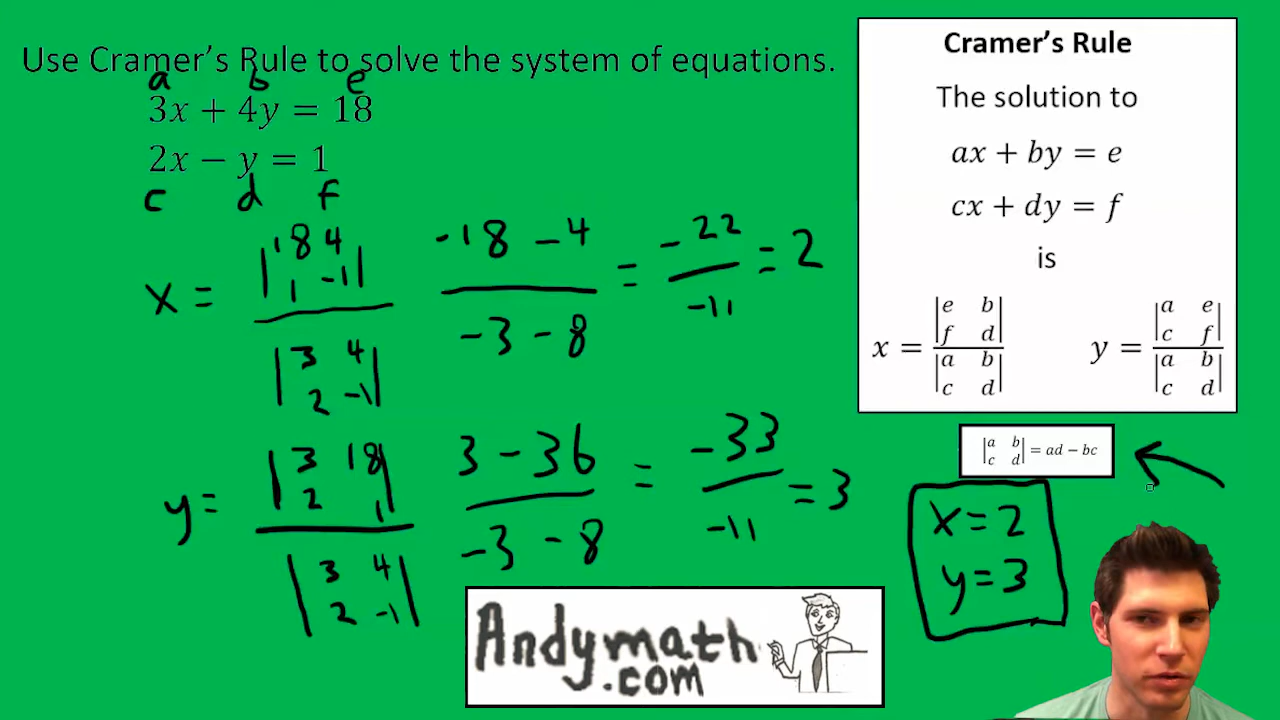 Use Cramer's Rule to solve the system of equations.
a b e
3x + 4y = 18
2x − y = 1
c d f
x = |18 4|
|1 -1|
|3 4|
|2 -1|
-18 - 4
-3 - 8
= -22
-11
= 2
y = |3 18|
|2 1|
|3 4|
|2 -1|
3 - 36
-3 - 8
= -33
-11
= 3
Cramer's Rule
The solution to
ax + by = e
cx + dy = f
is
x = |e b|
|f d|
|a b|
|c d|
y = |a e|
|c f|
|a b|
|c d|
|a b|
|c d| = ad − bc
x = 2
y = 3
Andymath
.com